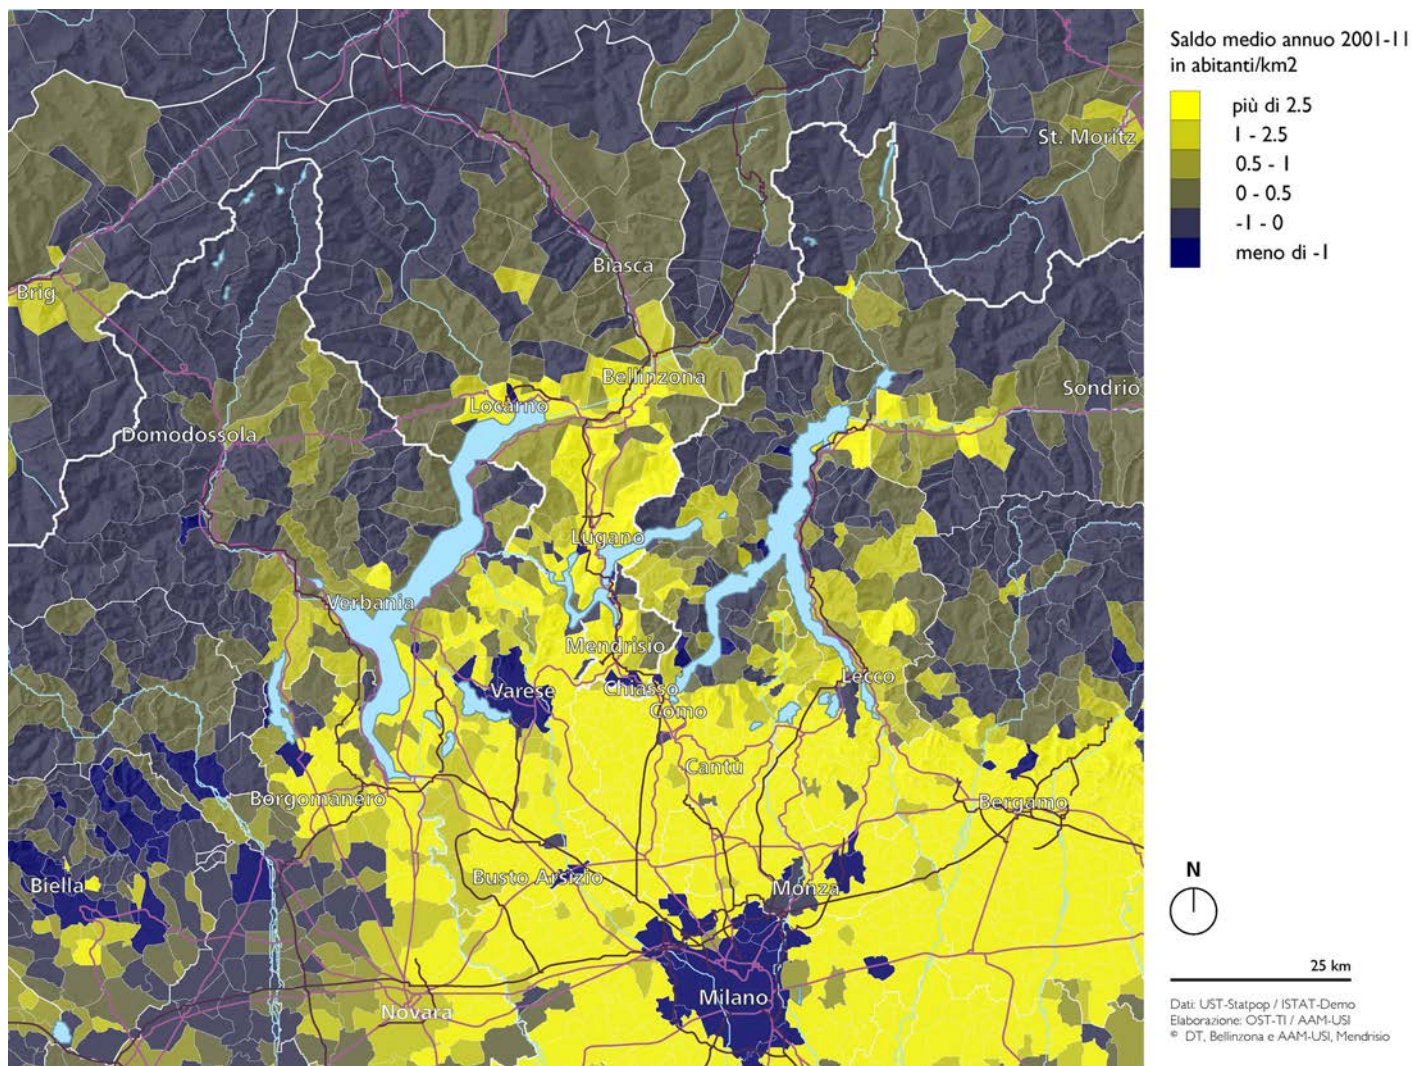 Saldo medio annuo 2001-11
in abitanti/km2
più di 2.5
1 - 2.5
0.5 - 1
0 - 0.5
-1 - 0
meno di -1
St. Moritz
Biasca
Brig
Bellinzona
Sondrio
Locarno
Domodossola
Lugano
Verbania
Mendrisio
Lecco
Varese
Chiasso
Como
Cantù
Borgomanero
Bergamo
Busto Arsizio
Biella
Monza
Milano
Novara
N
25 km
Dati: UST-Statpop / ISTAT-Demo
Elaborazione: OST-TI / AAM-USI
© DT, Bellinzona e AAM-USI, Mendrisio